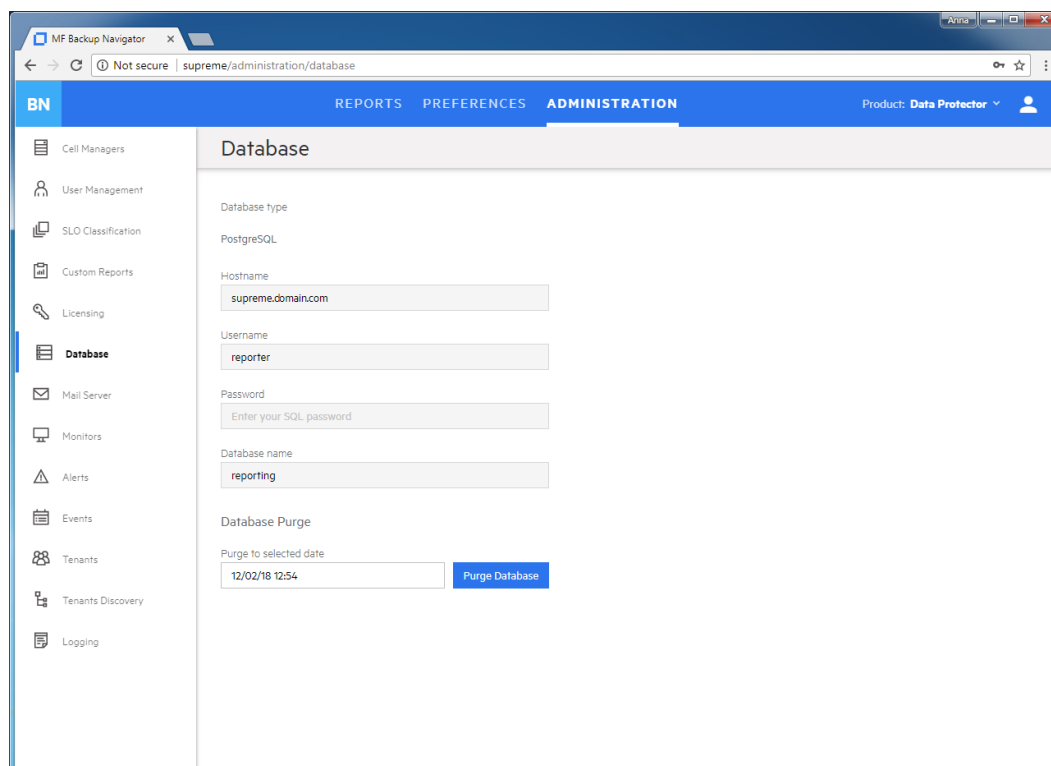 Anna
MF Backup Navigator
Not secure | supreme/administration/database
BN REPORTS PREFERENCES ADMINISTRATION Product: Data Protector
Cell Managers
User Management
SLO Classification
Custom Reports
Licensing
Database
Mail Server
Monitors
Alerts
Events
Tenants
Tenants Discovery
Logging
Database
Database type
PostgreSQL
Hostname
supreme.domain.com
Username
reporter
Password
Enter your SQL password
Database name
reporting
Database Purge
Purge to selected date
12/02/18 12:54 Purge Database